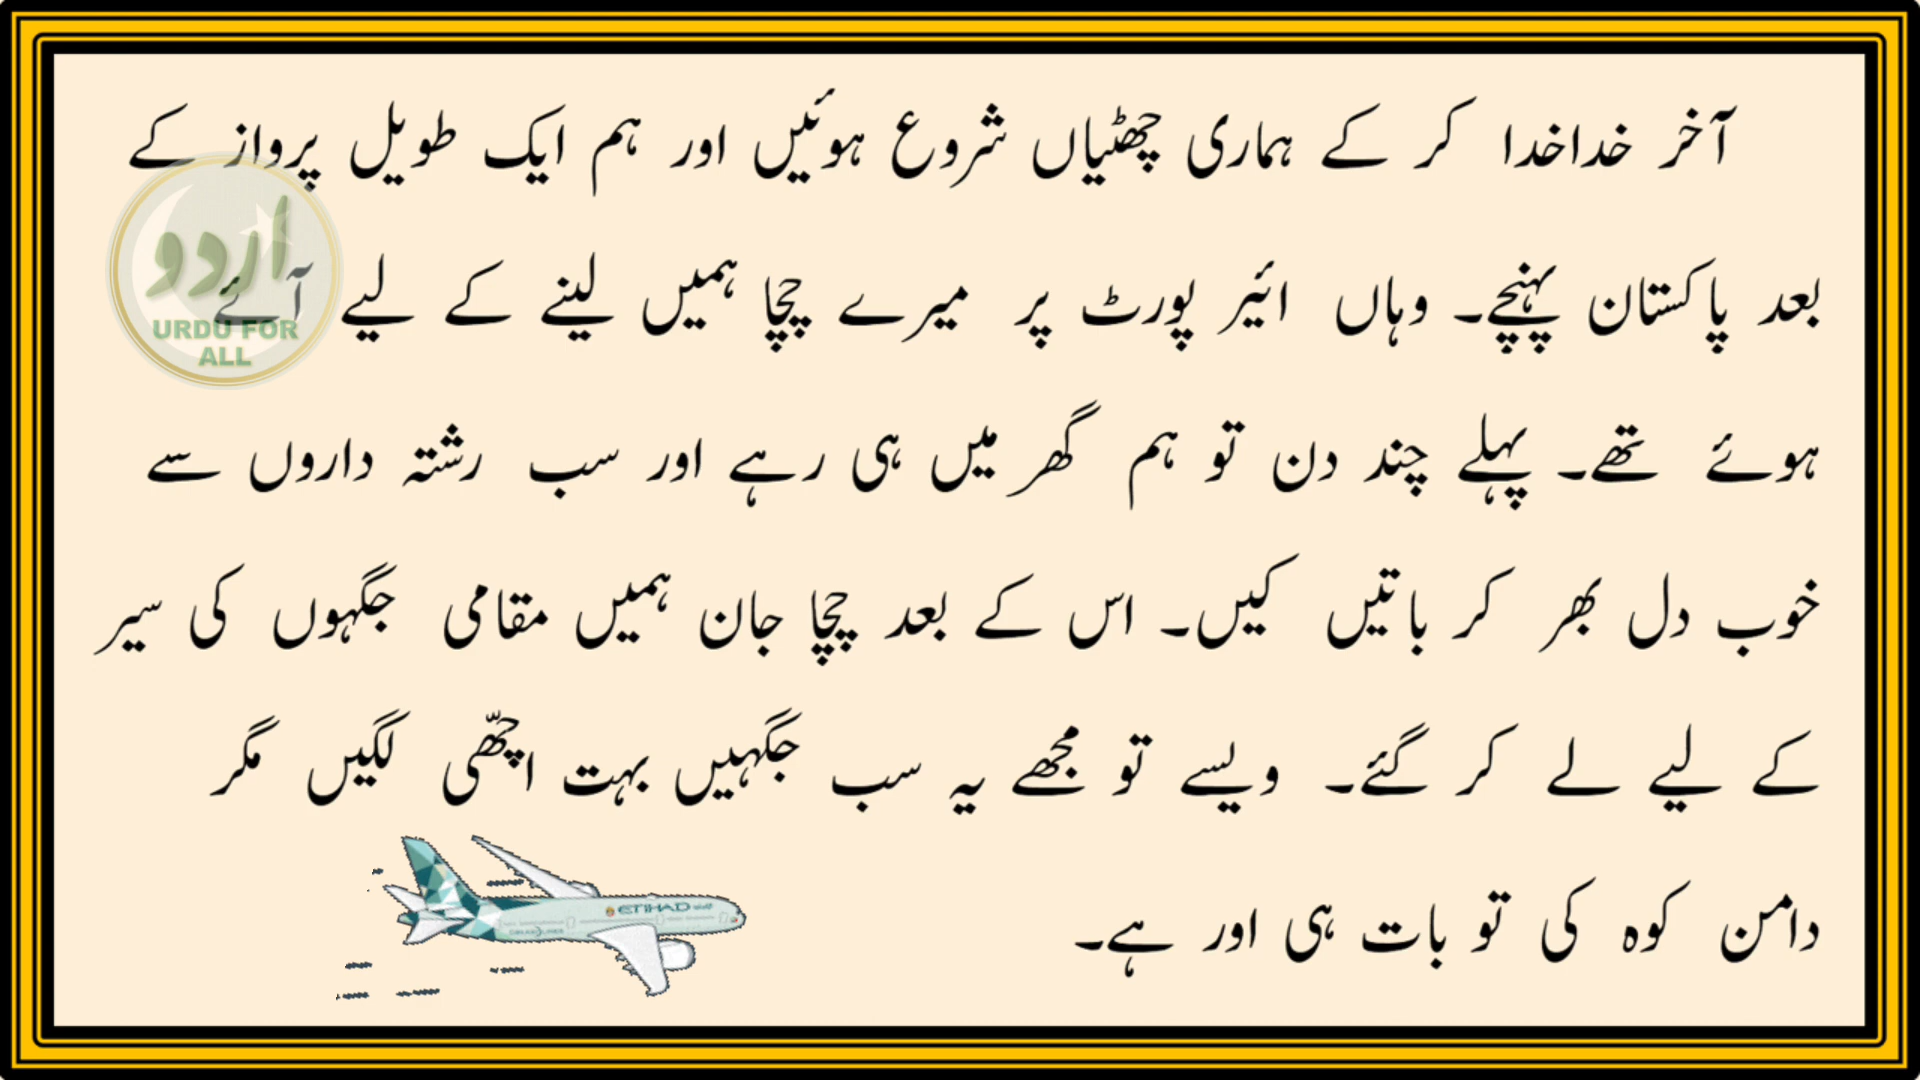 آخر خداخدا کر کے ہماری چھٹیاں شروع ہوئیں اور ہم ایک طویل پرواز کے
بعد پاکستان پہنچے۔ وہاں ائیر پورٹ پر میرے چچا ہمیں لینے کے لیے آئے
ہوئے تھے۔ پہلے چند دن تو ہم گھر میں ہی رہے اور سب رشتہ داروں سے
خوب دل بھر کر باتیں کیں۔ اس کے بعد چچا جان ہمیں مقامی جگہوں کی سیر
کے لیے لے کر گئے۔ ویسے تو مجھے یہ سب جگہیں بہت اچھّی لگیں مگر
دامن کوہ کی تو بات ہی اور ہے۔
اُردو
URDU FOR
ALL
ETIHAD